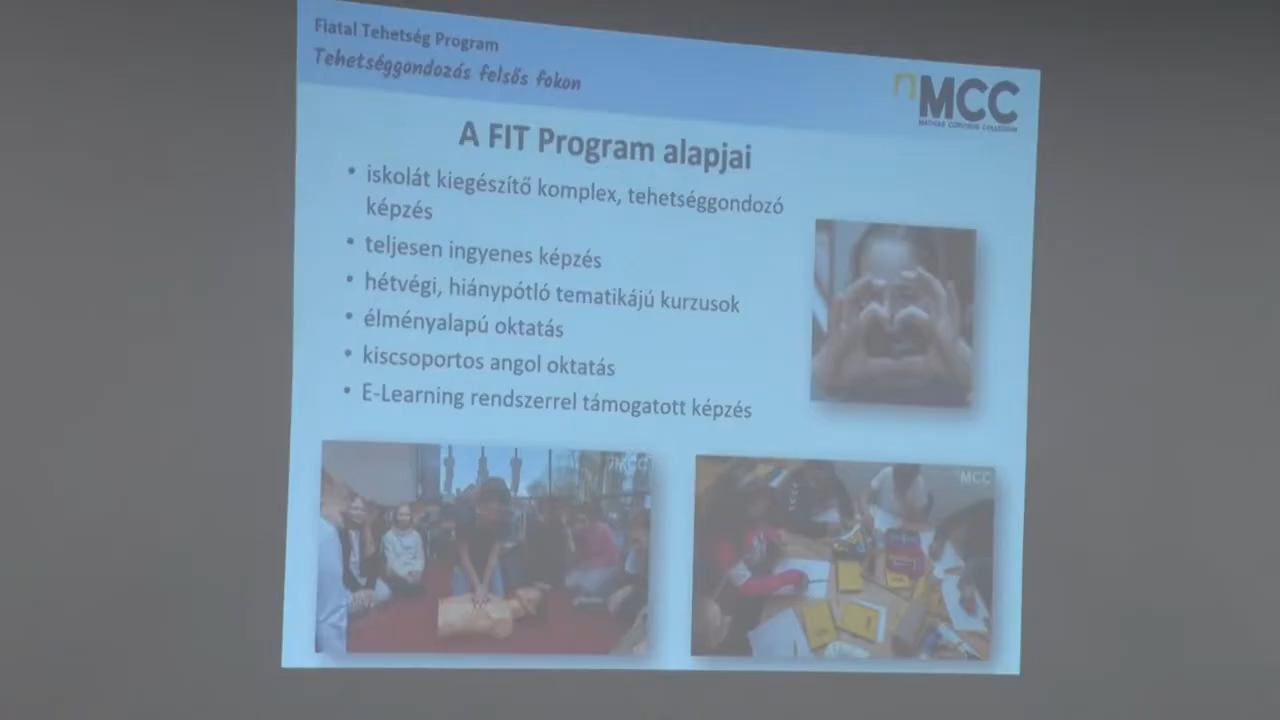 Fiatal Tehetség Program
Tehetséggondozás felsős fokon
MCC
MATHIAS CORVINUS COLLEGIUM
A FIT Program alapjai
• iskolát kiegészítő komplex, tehetséggondozó
képzés
• teljesen ingyenes képzés
• hétvégi, hiánypótló tematikájú kurzusok
• élményalapú oktatás
• kiscsoportos angol oktatás
• E-Learning rendszerrel támogatott képzés
MCC
MCC